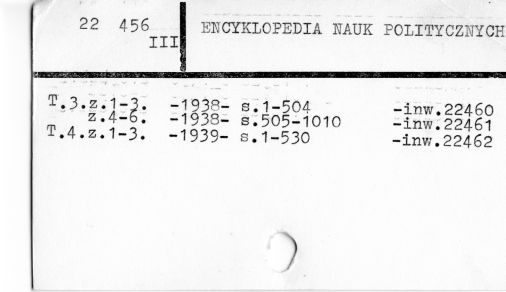 22 456 ENCYKLOPEDIA NAUK POLITYCZNYCH
III
T.3.z.1-3. -1938- s.1-504 -inw.22460
z.4-6. -1938- s.505-1010 -inw.22461
T.4.z.1-3. -1939- s.1-530 -inw.22462